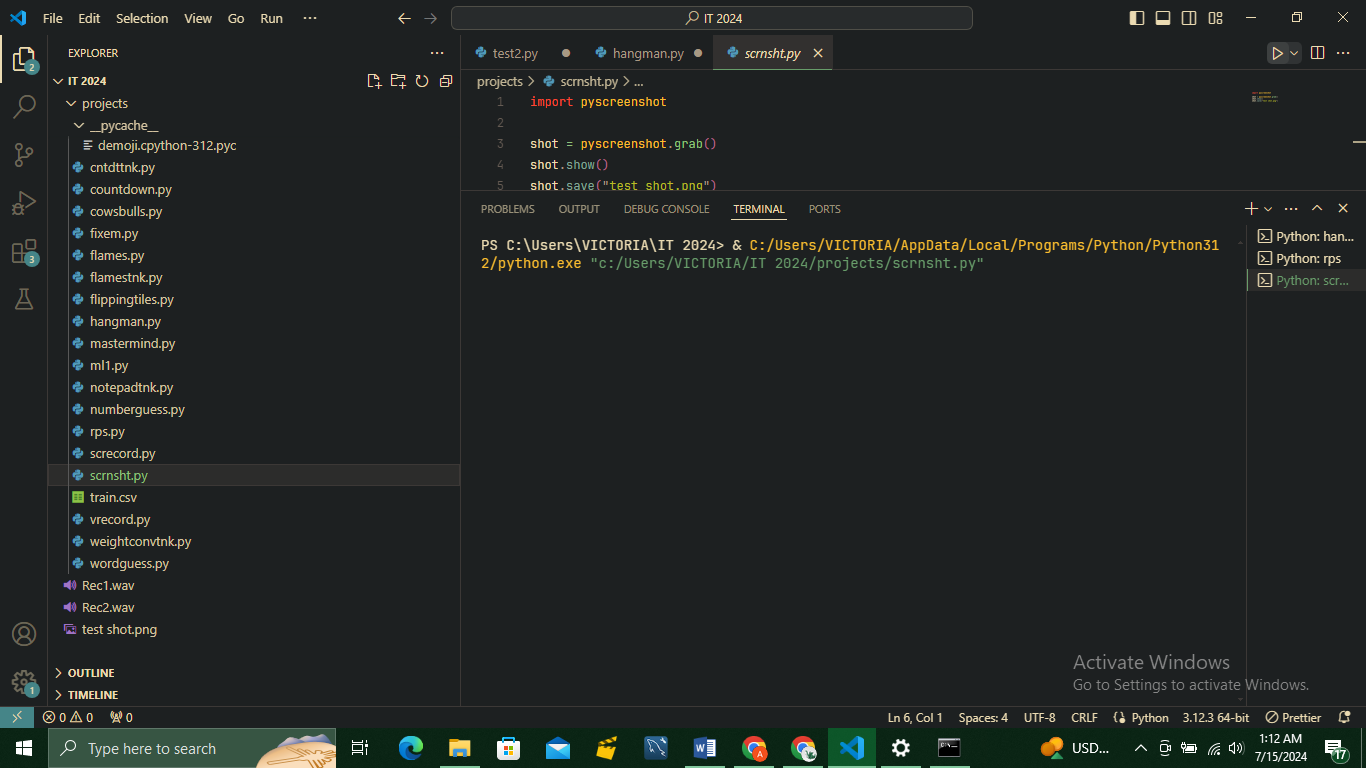 File Edit Selection View Go Run ···
IT 2024
EXPLORER
IT 2024
projects
__pycache__
demoji.cpython-312.pyc
cntdttnk.py
countdown.py
cowsbulls.py
fixem.py
flames.py
flamestnk.py
flippingtiles.py
hangman.py
mastermind.py
ml1.py
notepadtnk.py
numberguess.py
rps.py
screcord.py
scrnsht.py
train.csv
vrecord.py
weightconvtnk.py
wordguess.py
Rec1.wav
Rec2.wav
test shot.png
OUTLINE
TIMELINE
2
3
1
test2.py hangman.py scrnsht.py
projects > scrnsht.py > ...
1 import pyscreenshot
2
3 shot = pyscreenshot.grab()
4 shot.show()
5 shot.save("test shot.png")
PROBLEMS OUTPUT DEBUG CONSOLE TERMINAL PORTS
PS C:\Users\VICTORIA\IT 2024> & C:/Users/VICTORIA/AppData/Local/Programs/Python/Python31
2/python.exe "c:/Users/VICTORIA/IT 2024/projects/scrnsht.py"
Python: han...
Python: rps
Python: scr...
Activate Windows
Go to Settings to activate Windows.
0 0 0 Ln 6, Col 1 Spaces: 4 UTF-8 CRLF Python 3.12.3 64-bit Prettier
Type here to search
USD...
1:12 AM
7/15/2024
17